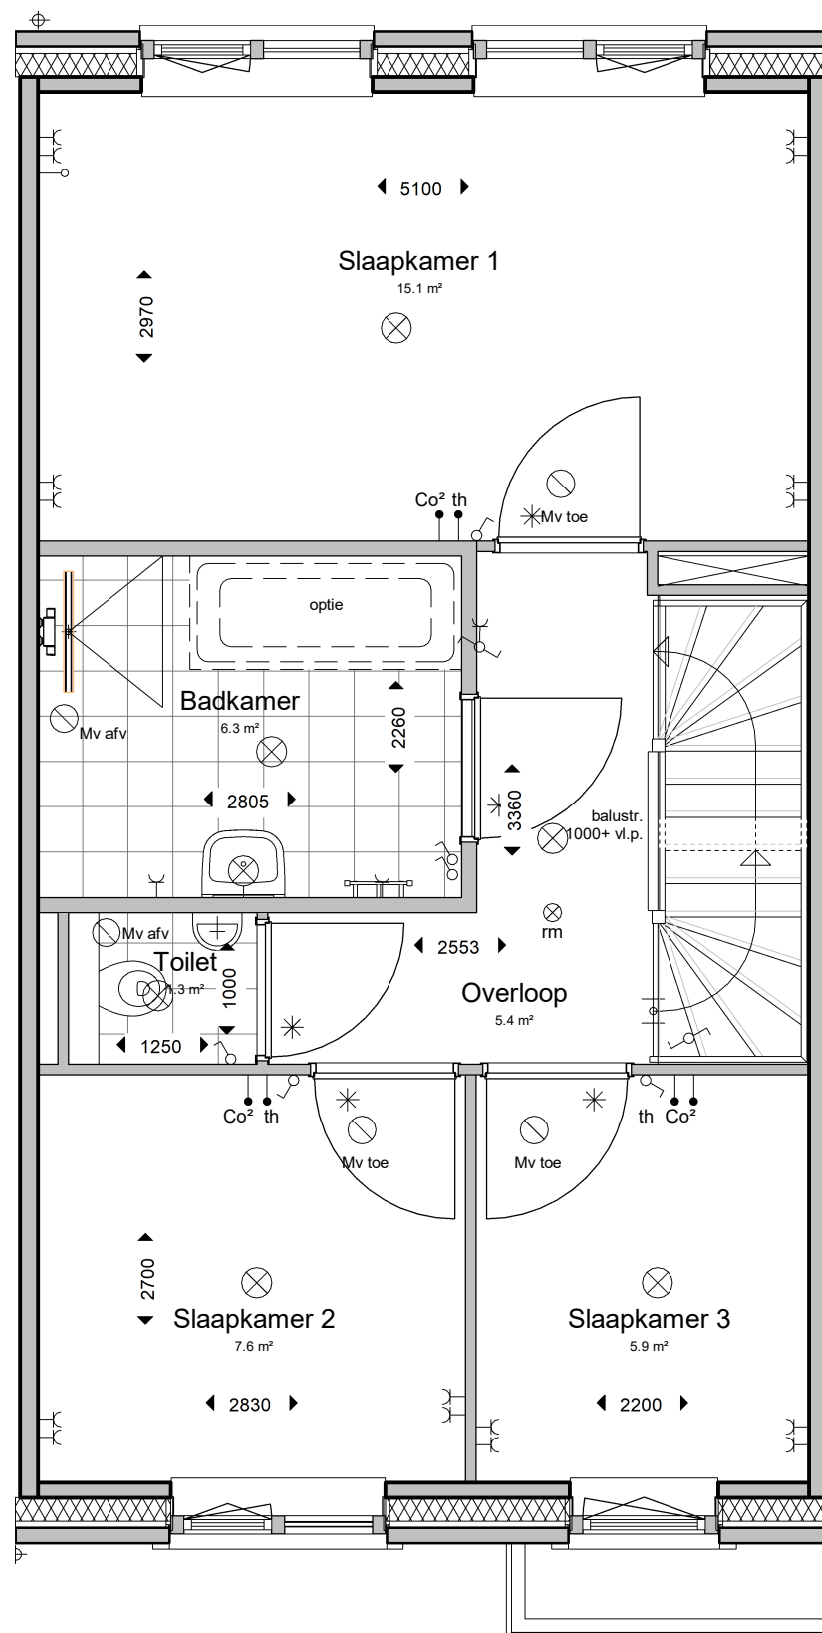 5100
Slaapkamer 1
15.1 m²
2970
Co² th
Mv toe
optie
Badkamer
6.3 m²
2260
Mv afv
2805
3360
balustr.
1000+ vl.p.
Mv afv
rm
Toilet
1.3 m²
1000
2553
Overloop
5.4 m²
1250
Co² th
th Co²
Mv toe
Mv toe
2700
Slaapkamer 2
7.6 m²
Slaapkamer 3
5.9 m²
2830
2200